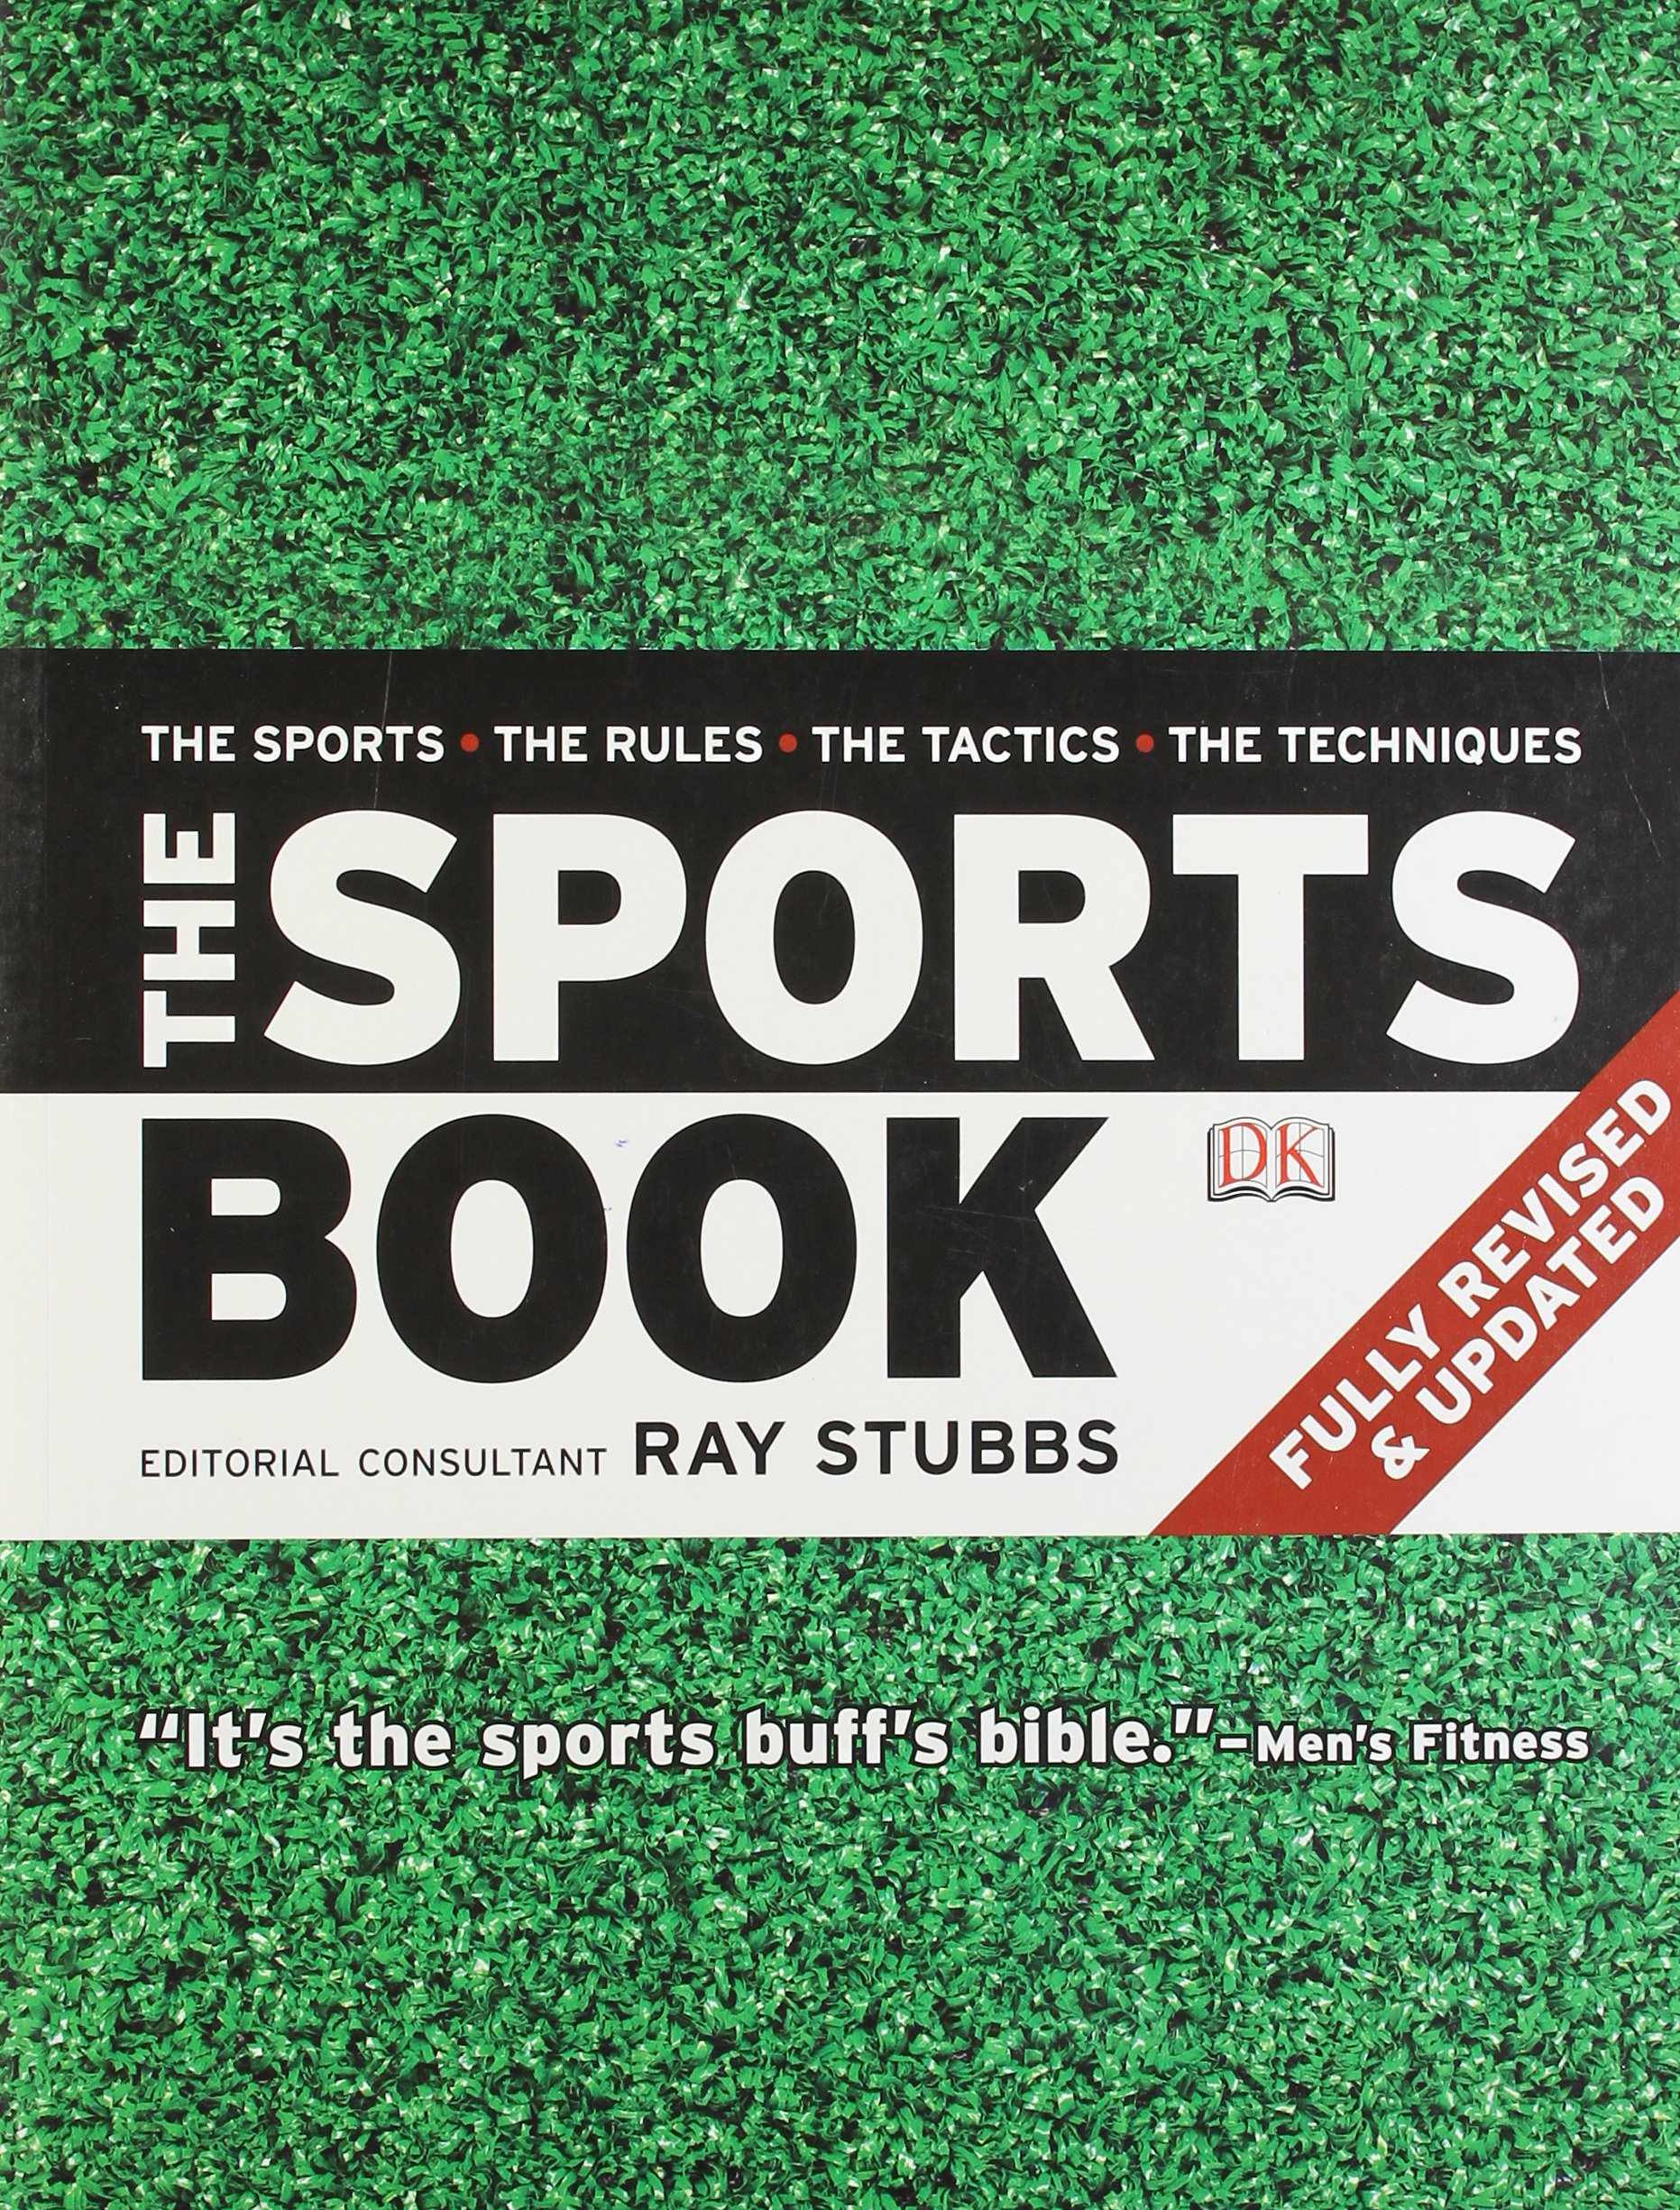 THE SPORTS • THE RULES • THE TACTICS • THE TECHNIQUES
THE SPORTS
BOOK
DK
FULLY REVISED
& UPDATED
EDITORIAL CONSULTANT RAY STUBBS
“It’s the sports buff’s bible.”–Men’s Fitness